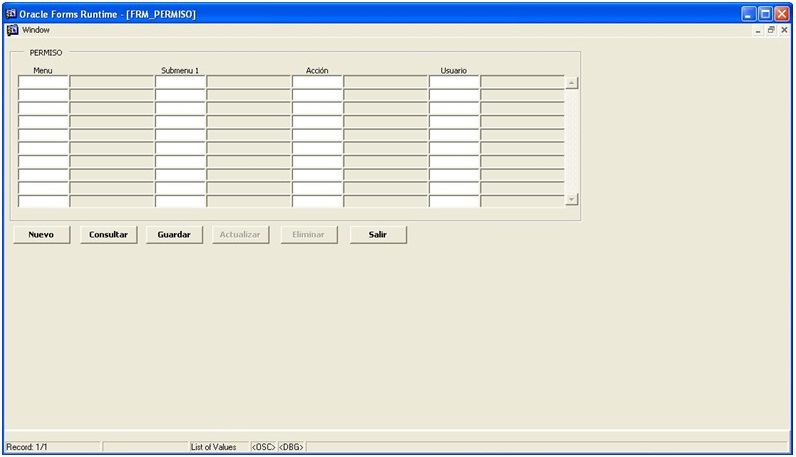 Oracle Forms Runtime - [FRM_PERMISO]
Window
PERMISO
Menu Submenu 1 Acción Usuario
Nuevo Consultar Guardar Actualizar Eliminar Salir
Record: 1/1 List of Values <OSC> <DBG>